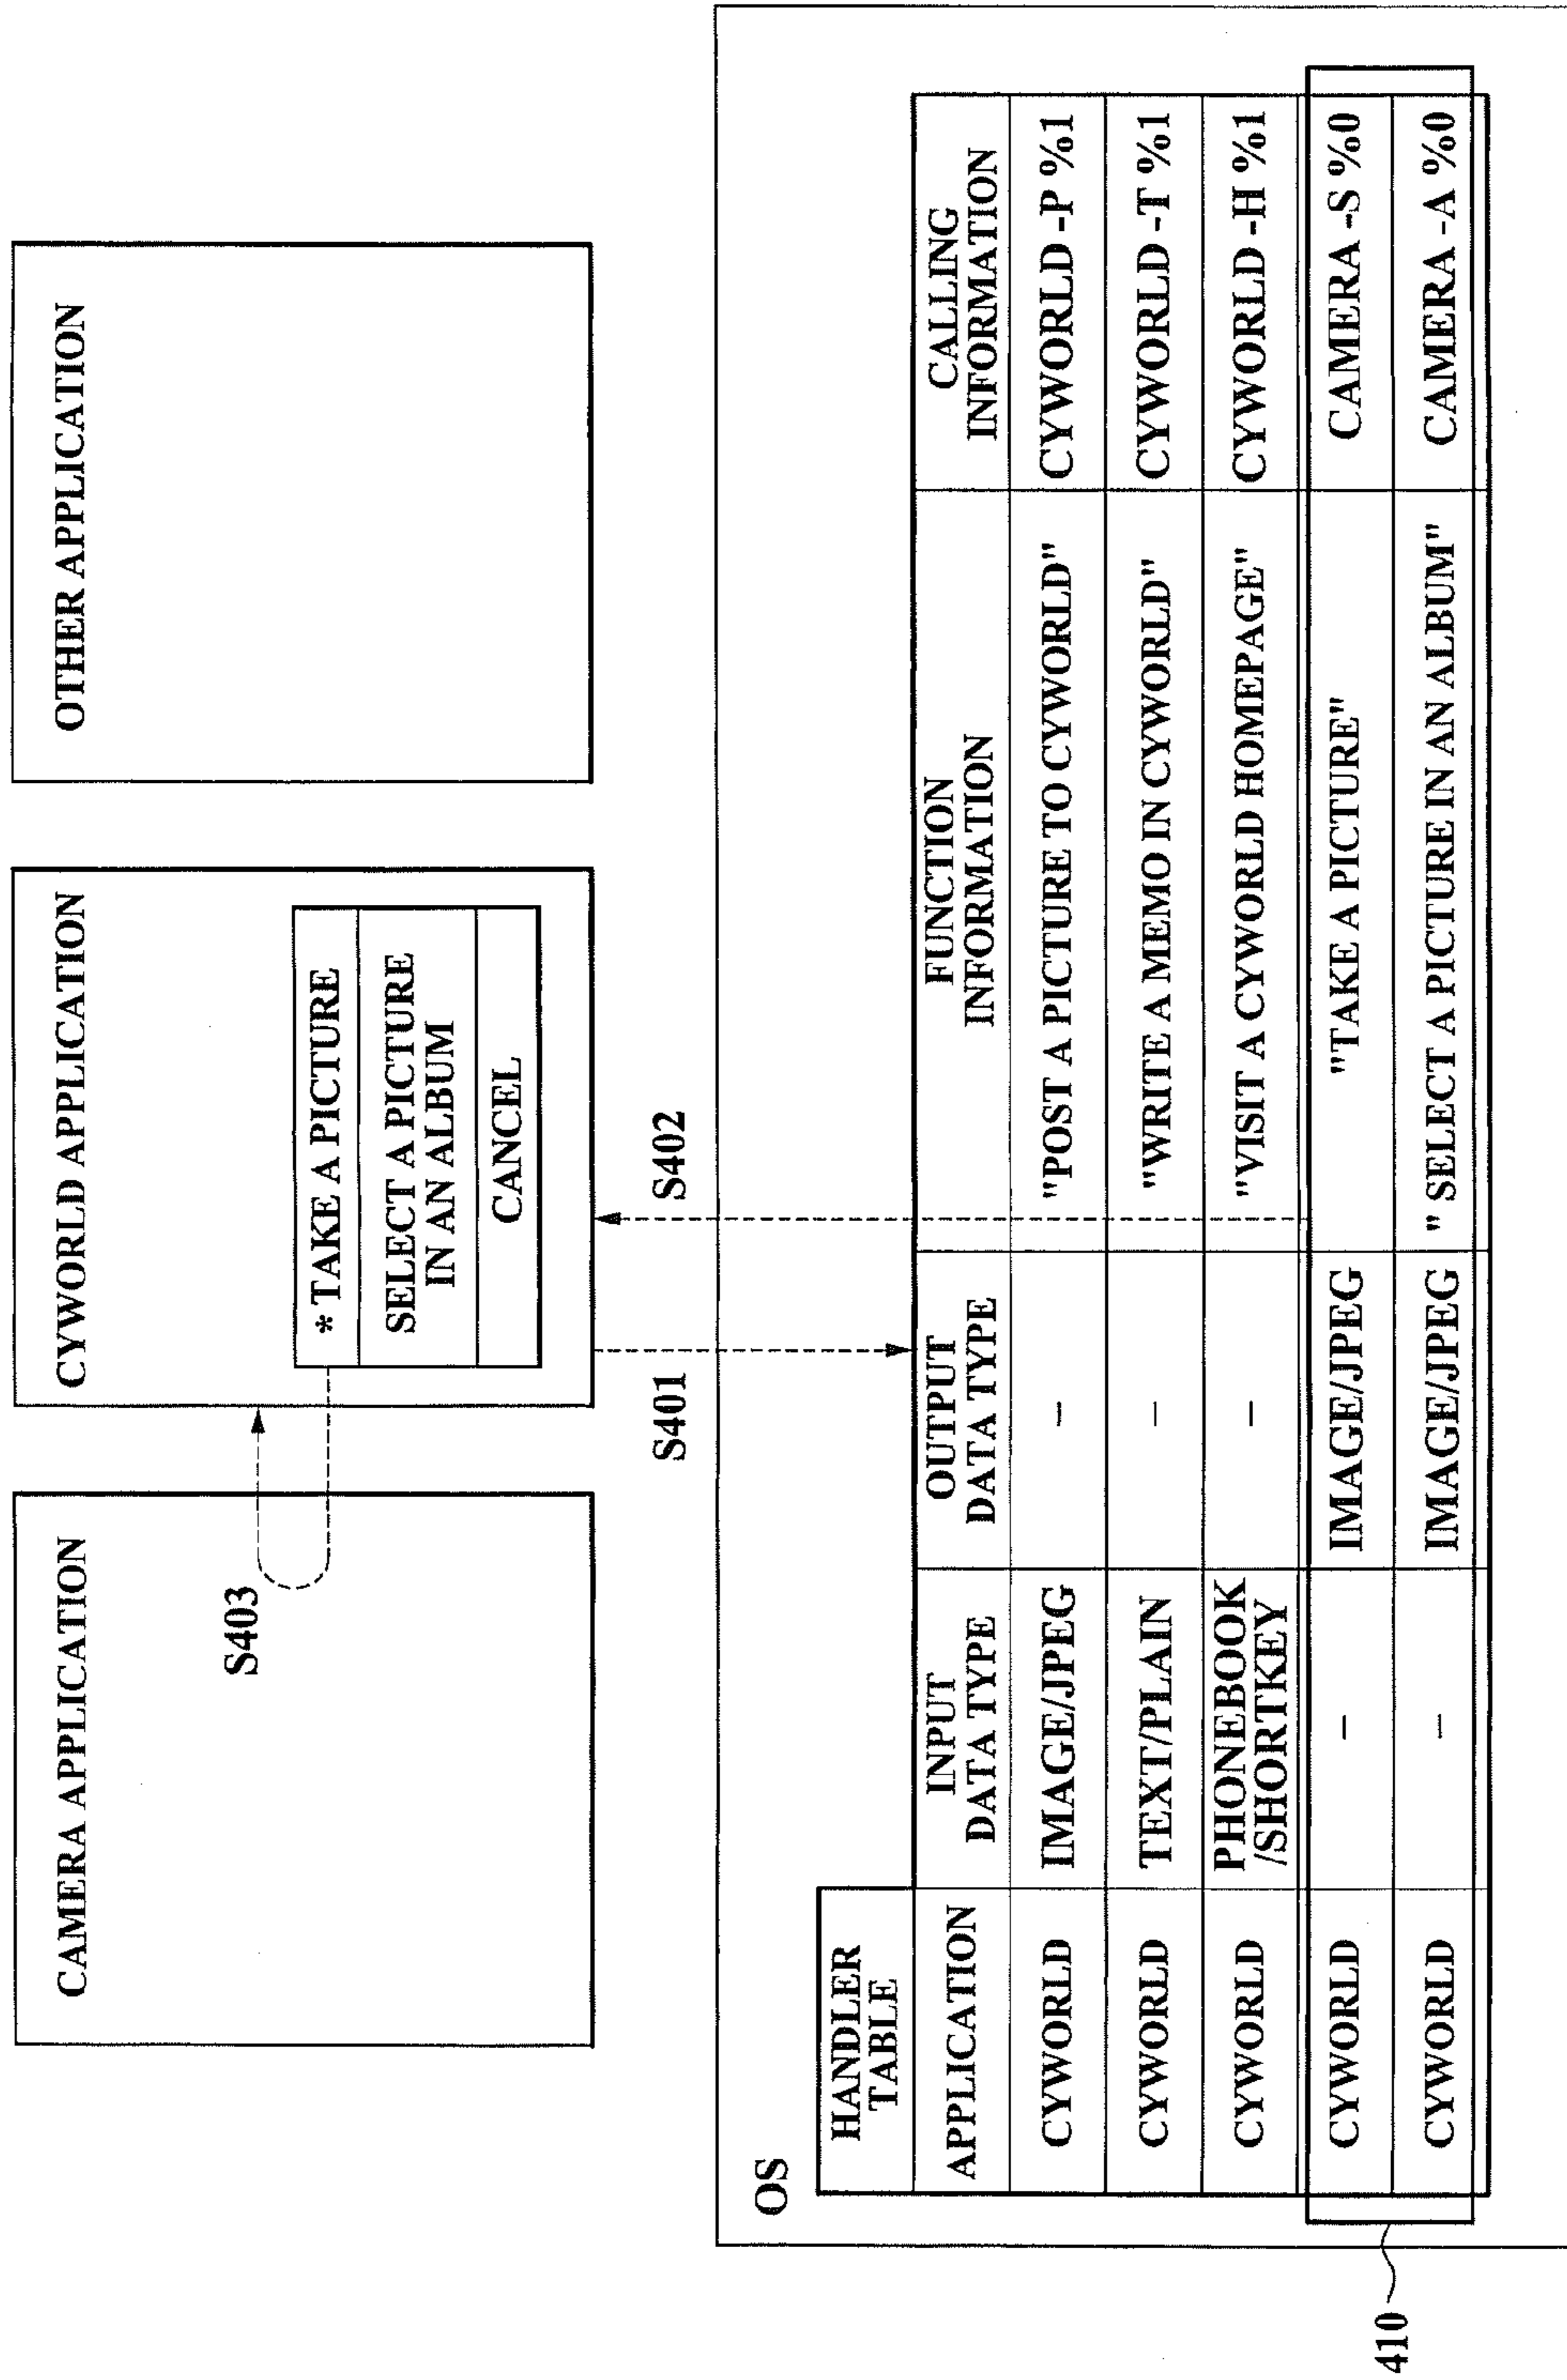 CAMERA APPLICATION
S403
CYWORLD APPLICATION
* TAKE A PICTURE
SELECT A PICTURE
IN AN ALBUM
CANCEL
OTHER APPLICATION
S401
S402
OS
HANDLER
TABLE
APPLICATION
INPUT
DATA TYPE
OUTPUT
DATA TYPE
FUNCTION
INFORMATION
CALLING
INFORMATION
CYWORLD
IMAGE/JPEG
–
"POST A PICTURE TO CYWORLD"
CYWORLD -P %1
CYWORLD
TEXT/PLAIN
–
"WRITE A MEMO IN CYWORLD"
CYWORLD -T %1
CYWORLD
PHONEBOOK
/SHORTKEY
–
"VISIT A CYWORLD HOMEPAGE"
CYWORLD -H %1
CYWORLD
–
IMAGE/JPEG
"TAKE A PICTURE"
CAMERA -S %0
CYWORLD
–
IMAGE/JPEG
" SELECT A PICTURE IN AN ALBUM"
CAMERA -A %0
410